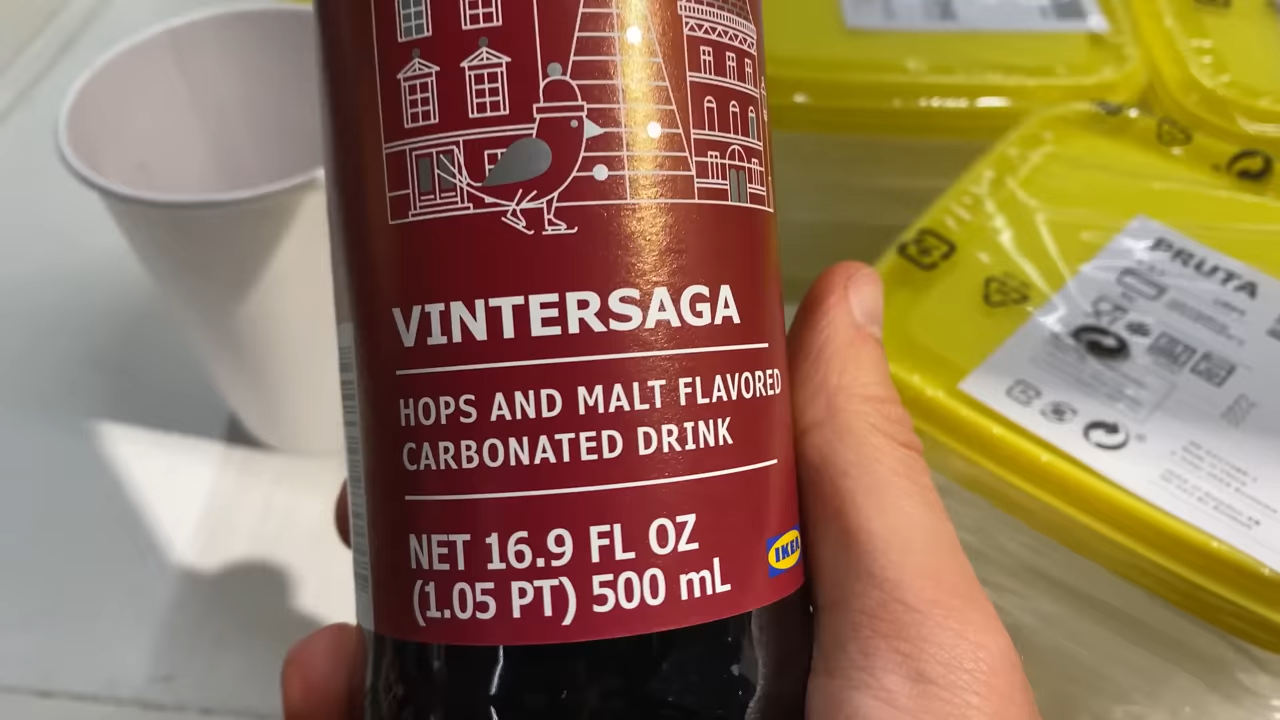 VINTERSAGA
HOPS AND MALT FLAVORED
CARBONATED DRINK
NET 16.9 FL OZ
(1.05 PT) 500 mL
IKEA
PRUTA